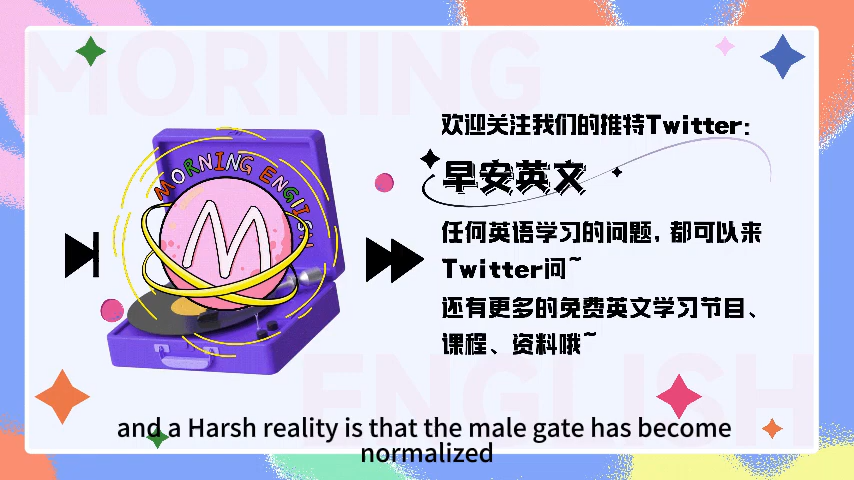 MORNING
欢迎关注我们的推特Twitter:
MORNING ENGLISH
早安英文
M
任何英语学习的问题, 都可以来
Twitter问~
还有更多的免费英文学习节目、
课程、资料哦~
ENGLISH
and a Harsh reality is that the male gate has become
normalized